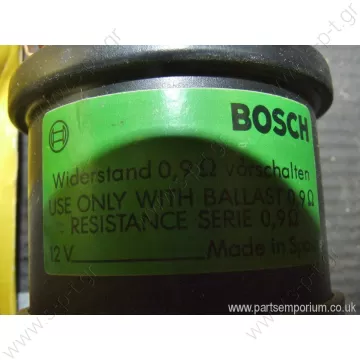 BOSCH
Widerstand 0,9Ω vorschalten
USE ONLY WITH BALLAST 0,9Ω
RESISTANCE SERIE 0,9Ω
12 V Made in
www.partsemporium.co.uk